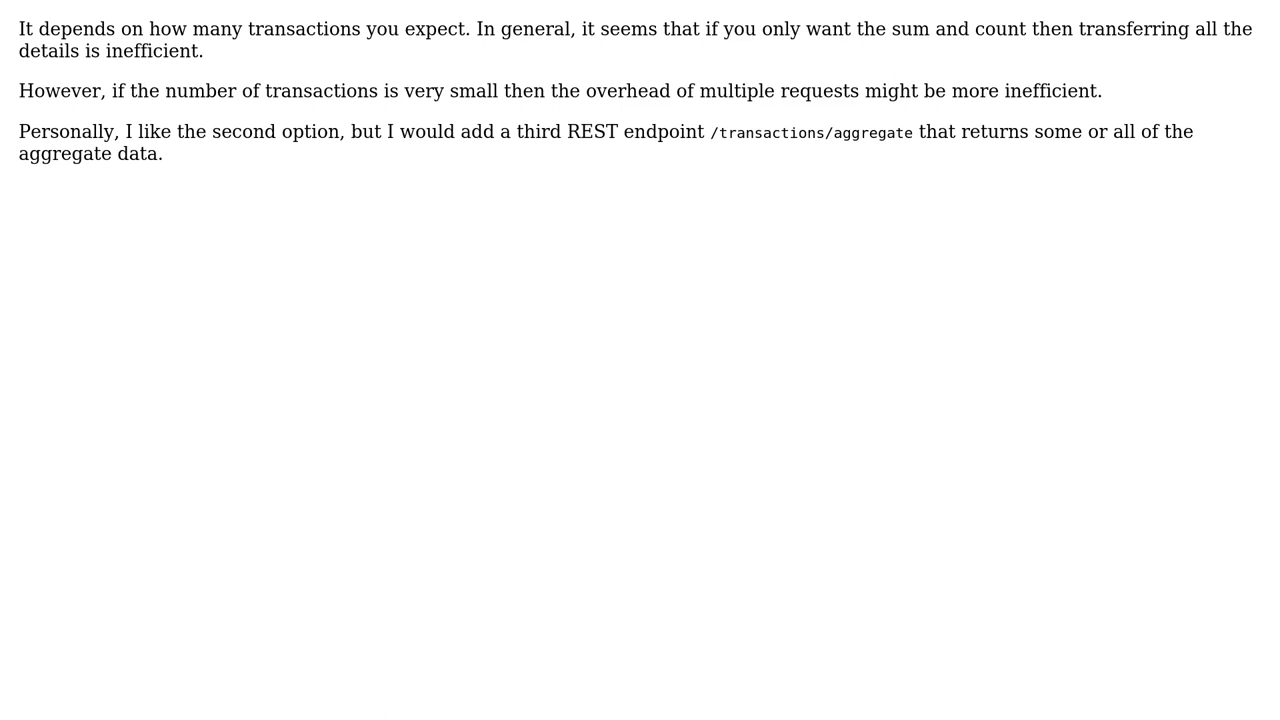 It depends on how many transactions you expect. In general, it seems that if you only want the sum and count then transferring all the
details is inefficient.
However, if the number of transactions is very small then the overhead of multiple requests might be more inefficient.
Personally, I like the second option, but I would add a third REST endpoint /transactions/aggregate that returns some or all of the
aggregate data.